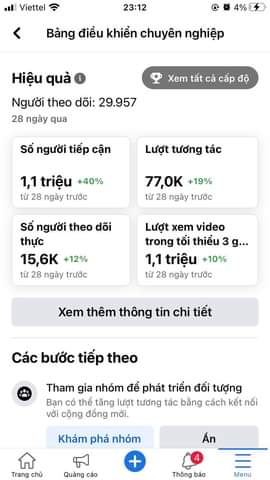 Viettel 23:12 4%
Bảng điều khiển chuyên nghiệp
Hiệu quả
Xem tất cả cấp độ
Người theo dõi: 29.957
28 ngày qua
Số người tiếp cận
1,1 triệu +40%
từ 28 ngày trước
Lượt tương tác
77,0K +19%
từ 28 ngày trước
Số người theo dõi
thực
15,6K +12%
từ 28 ngày trước
Lượt xem video
trong tối thiểu 3 g...
1,1 triệu +10%
từ 28 ngày trước
Xem thêm thông tin chi tiết
Các bước tiếp theo
Tham gia nhóm để phát triển đối tượng
Bạn có thể tăng lượt tương tác bằng cách kết nối
với cộng đồng mới.
Khám phá nhóm
Ẩn
4
Trang chủ
Quảng cáo
Thông báo
Menu